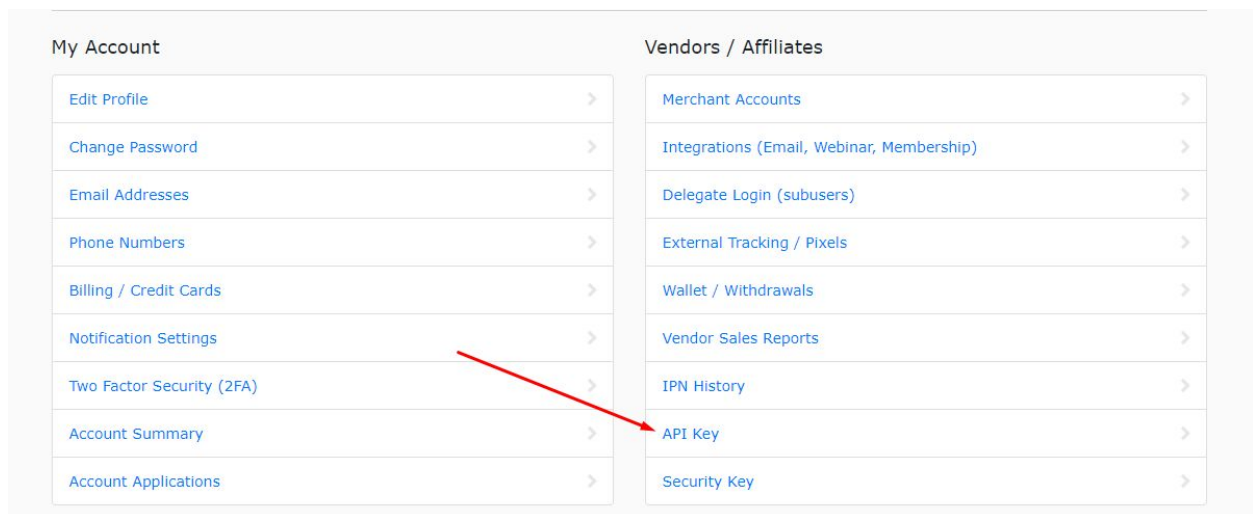 My Account
Edit Profile
Change Password
Email Addresses
Phone Numbers
Billing / Credit Cards
Notification Settings
Two Factor Security (2FA)
Account Summary
Account Applications
Vendors / Affiliates
Merchant Accounts
Integrations (Email, Webinar, Membership)
Delegate Login (subusers)
External Tracking / Pixels
Wallet / Withdrawals
Vendor Sales Reports
IPN History
API Key
Security Key